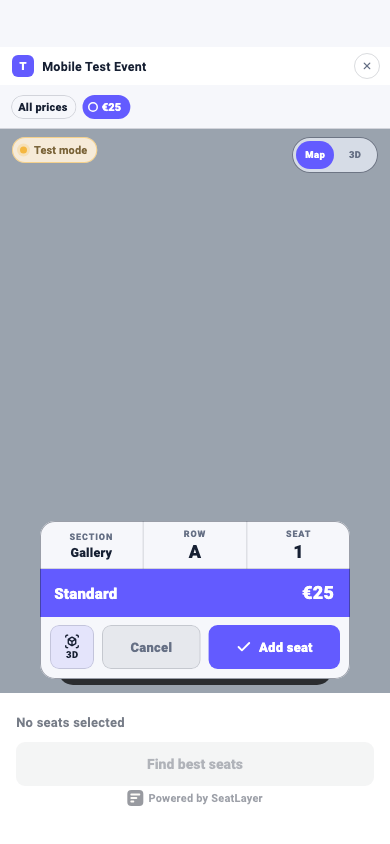 T Mobile Test Event
All prices €25
Test mode
Map 3D
SECTION ROW SEAT
Gallery A 1
Standard €25
3D Cancel Add seat
No seats selected
Find best seats
Powered by SeatLayer